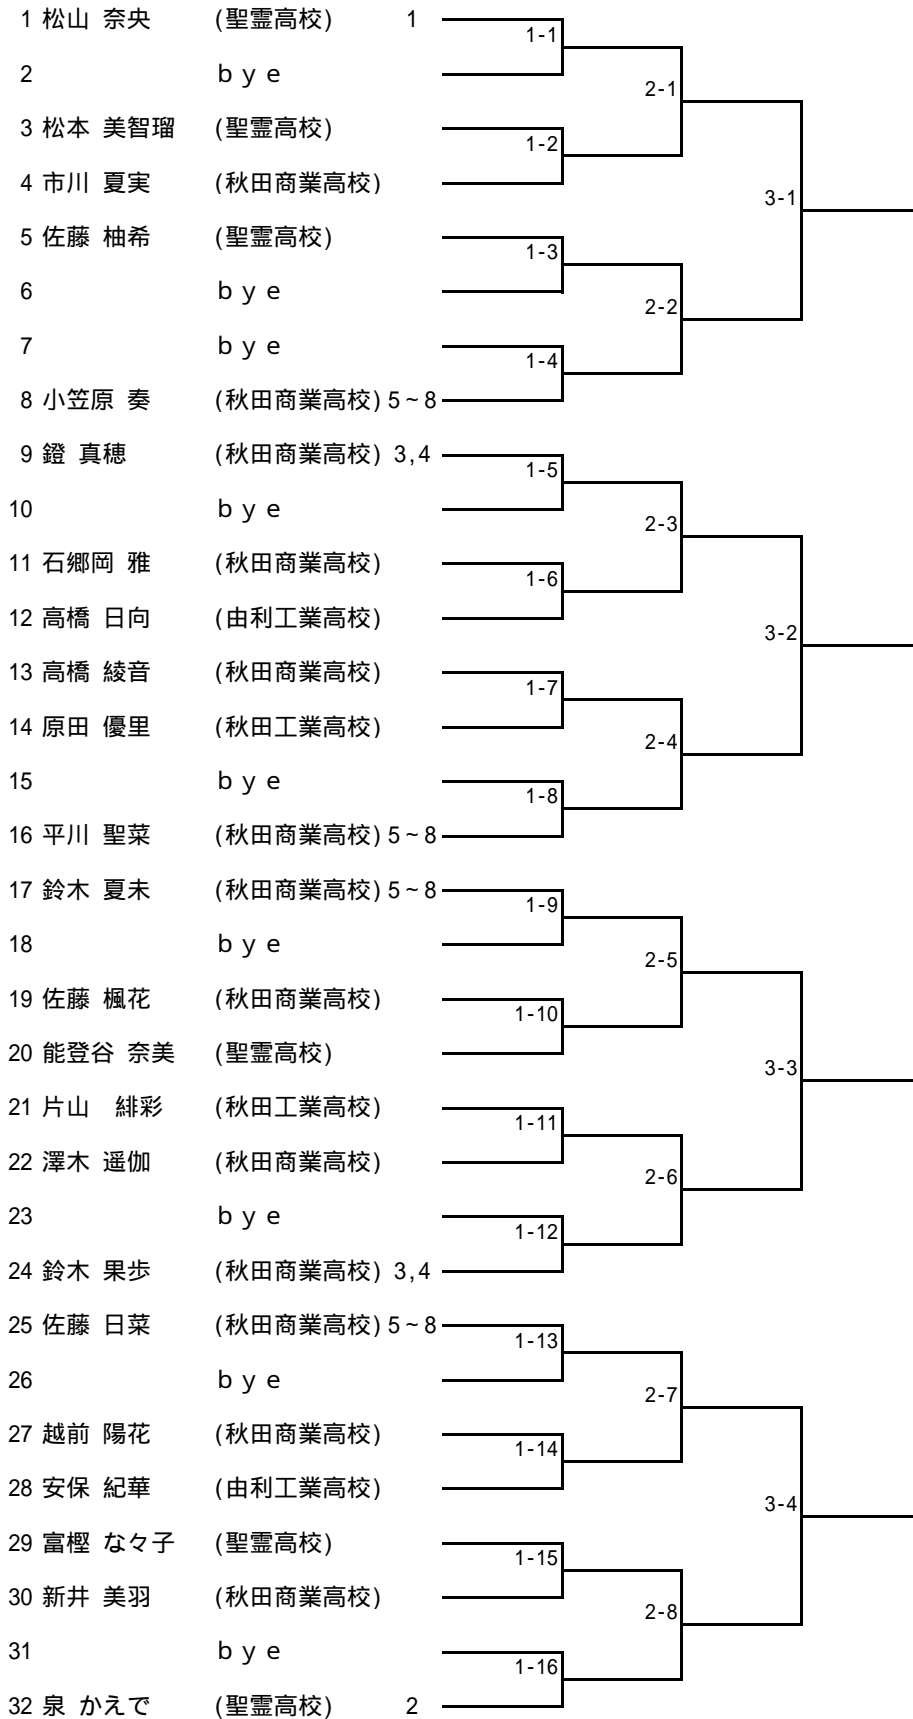 1 松山 奈央 (聖霊高校) 1
1-1
2 ｂｙｅ
2-1
3 松本 美智瑠 (聖霊高校)
1-2
4 市川 夏実 (秋田商業高校)
3-1
5 佐藤 柚希 (聖霊高校)
1-3
6 ｂｙｅ
2-2
7 ｂｙｅ
1-4
8 小笠原 奏 (秋田商業高校) 5~8
9 鐙 真穂 (秋田商業高校) 3,4
1-5
10 ｂｙｅ
2-3
11 石郷岡 雅 (秋田商業高校)
1-6
12 高橋 日向 (由利工業高校)
3-2
13 高橋 綾音 (秋田商業高校)
1-7
14 原田 優里 (秋田工業高校)
2-4
15 ｂｙｅ
1-8
16 平川 聖菜 (秋田商業高校) 5~8
17 鈴木 夏未 (秋田商業高校) 5~8
1-9
18 ｂｙｅ
2-5
19 佐藤 楓花 (秋田商業高校)
1-10
20 能登谷 奈美 (聖霊高校)
3-3
21 片山　緋彩 (秋田工業高校)
1-11
22 澤木 遥伽 (秋田商業高校)
2-6
23 ｂｙｅ
1-12
24 鈴木 果歩 (秋田商業高校) 3,4
25 佐藤 日菜 (秋田商業高校) 5~8
1-13
26 ｂｙｅ
2-7
27 越前 陽花 (秋田商業高校)
1-14
28 安保 紀華 (由利工業高校)
3-4
29 富樫 な々子 (聖霊高校)
1-15
30 新井 美羽 (秋田商業高校)
2-8
31 ｂｙｅ
1-16
32 泉 かえで (聖霊高校) 2